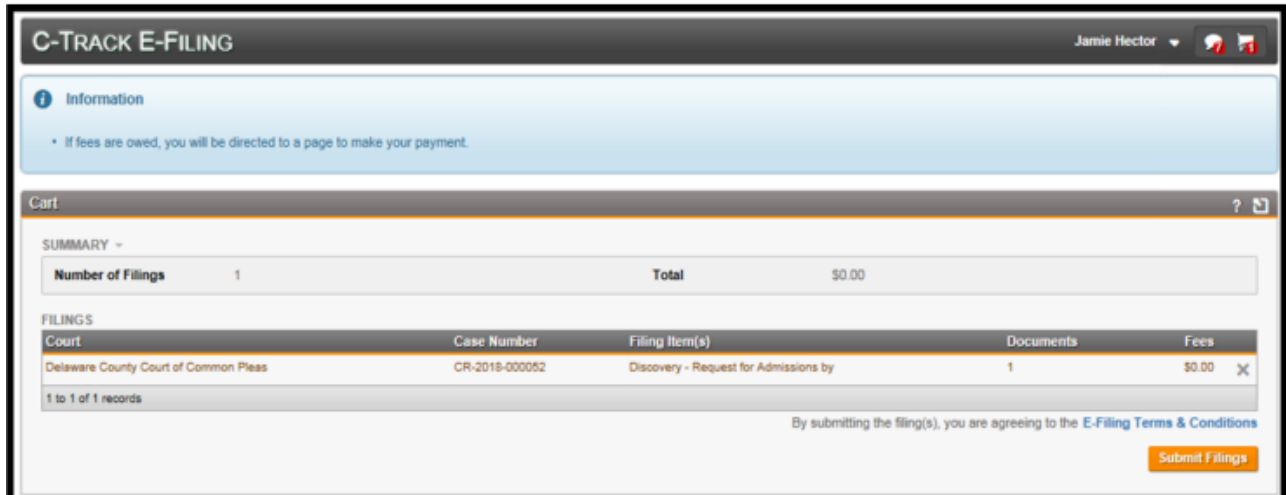 C-TRACK E-FILING
Jamie Hector 7 1
Information
• If fees are owed, you will be directed to a page to make your payment.
Cart ?
SUMMARY
Number of Filings 1 Total $0.00
FILINGS
Court Case Number Filing Item(s) Documents Fees
Delaware County Court of Common Pleas CR-2018-000052 Discovery - Request for Admissions by 1 $0.00
1 to 1 of 1 records
By submitting the filing(s), you are agreeing to the E-Filing Terms & Conditions
Submit Filings